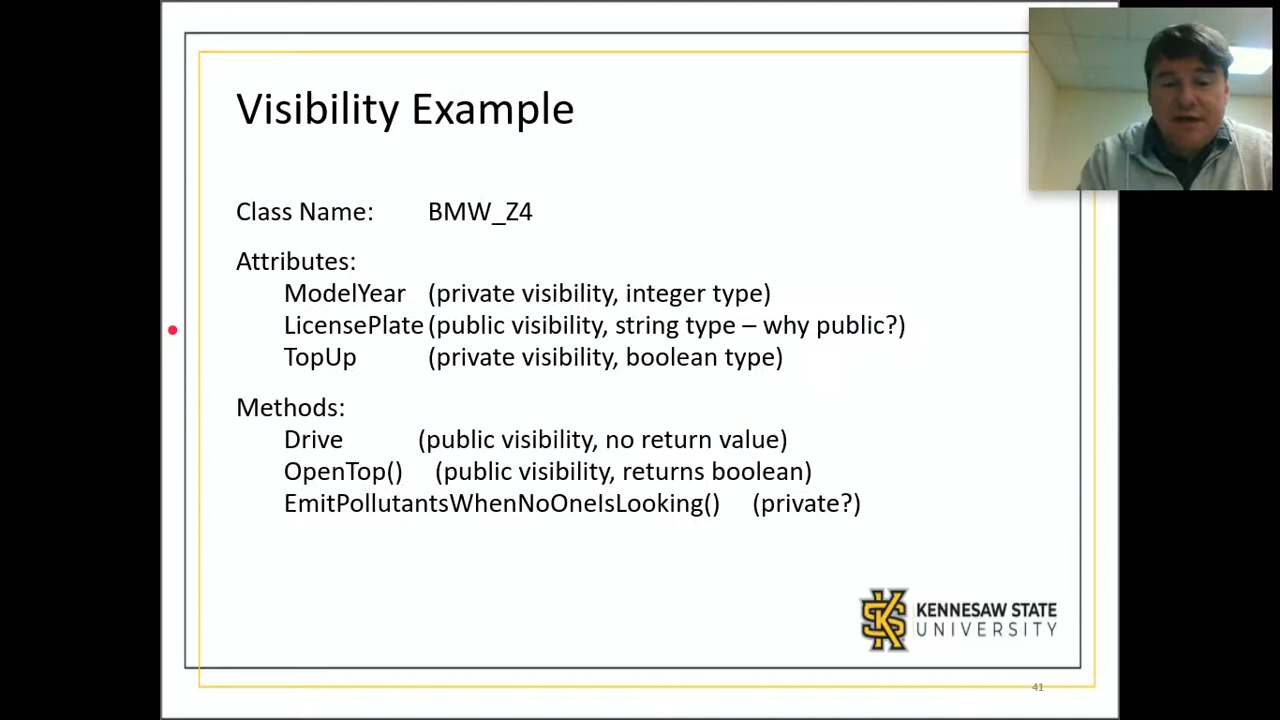 Visibility Example
Class Name: BMW_Z4
Attributes:
ModelYear (private visibility, integer type)
LicensePlate (public visibility, string type – why public?)
TopUp (private visibility, boolean type)
Methods:
Drive (public visibility, no return value)
OpenTop() (public visibility, returns boolean)
EmitPollutantsWhenNoOneIsLooking() (private?)
KENNESAW STATE
UNIVERSITY
41